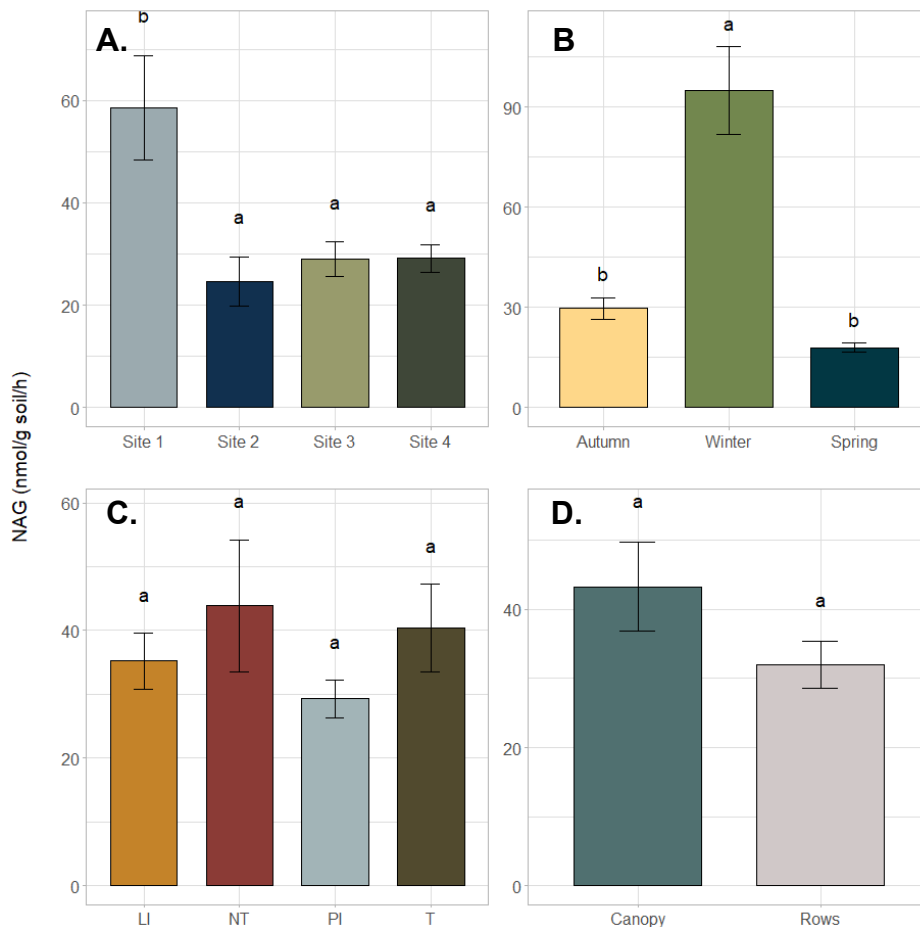 NAG (nmol/g soil/h)
A.
b
a
a
a
60
40
20
0
Site 1 Site 2 Site 3 Site 4
B
a
b
b
90
60
30
0
Autumn Winter Spring
C.
a
a
a
a
60
40
20
0
LI NT PI T
D.
a
a
40
20
0
Canopy Rows